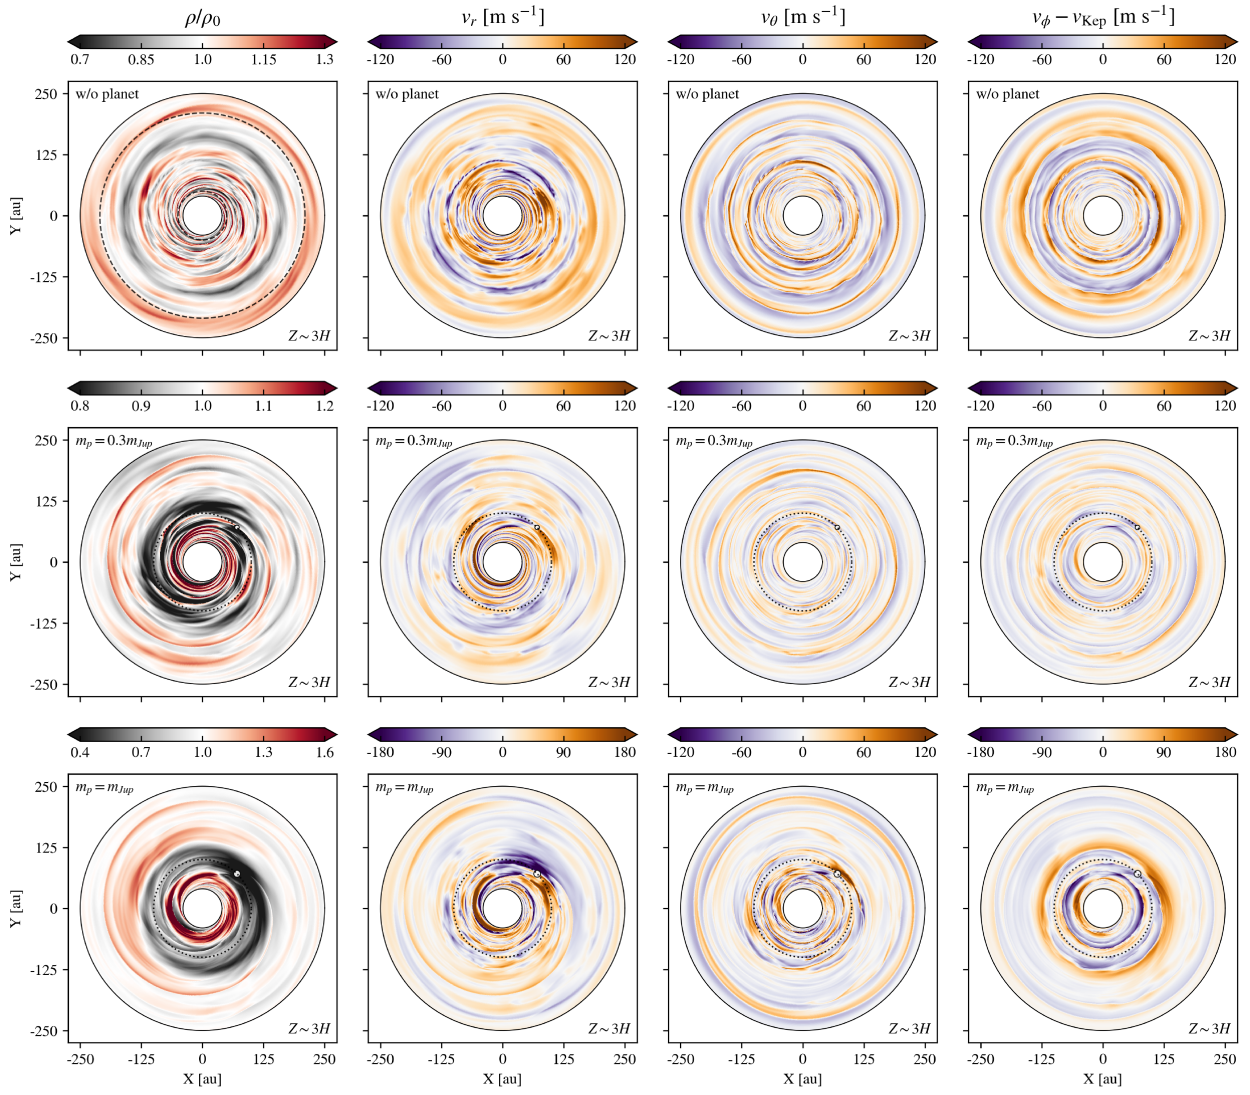 ρ/ρ0 vr [m s−1] vθ [m s−1] vϕ − vKep [m s−1]
0.7 0.85 1.0 1.15 1.3 -120 -60 0 60 120 -120 -60 0 60 120 -120 -60 0 60 120
w/o planet w/o planet w/o planet w/o planet
250
125
Y [au] 0
-125
-250
Z ~ 3H Z ~ 3H Z ~ 3H Z ~ 3H
0.8 0.9 1.0 1.1 1.2 -120 -60 0 60 120 -120 -60 0 60 120 -120 -60 0 60 120
mp = 0.3mJup mp = 0.3mJup mp = 0.3mJup mp = 0.3mJup
250
125
Y [au] 0
-125
-250
Z ~ 3H Z ~ 3H Z ~ 3H Z ~ 3H
0.4 0.7 1.0 1.3 1.6 -180 -90 0 90 180 -120 -60 0 60 120 -180 -90 0 90 180
mp = mJup mp = mJup mp = mJup mp = mJup
250
125
Y [au] 0
-125
-250
Z ~ 3H Z ~ 3H Z ~ 3H Z ~ 3H
-250 -125 0 125 250 -250 -125 0 125 250 -250 -125 0 125 250 -250 -125 0 125 250
X [au] X [au] X [au] X [au]